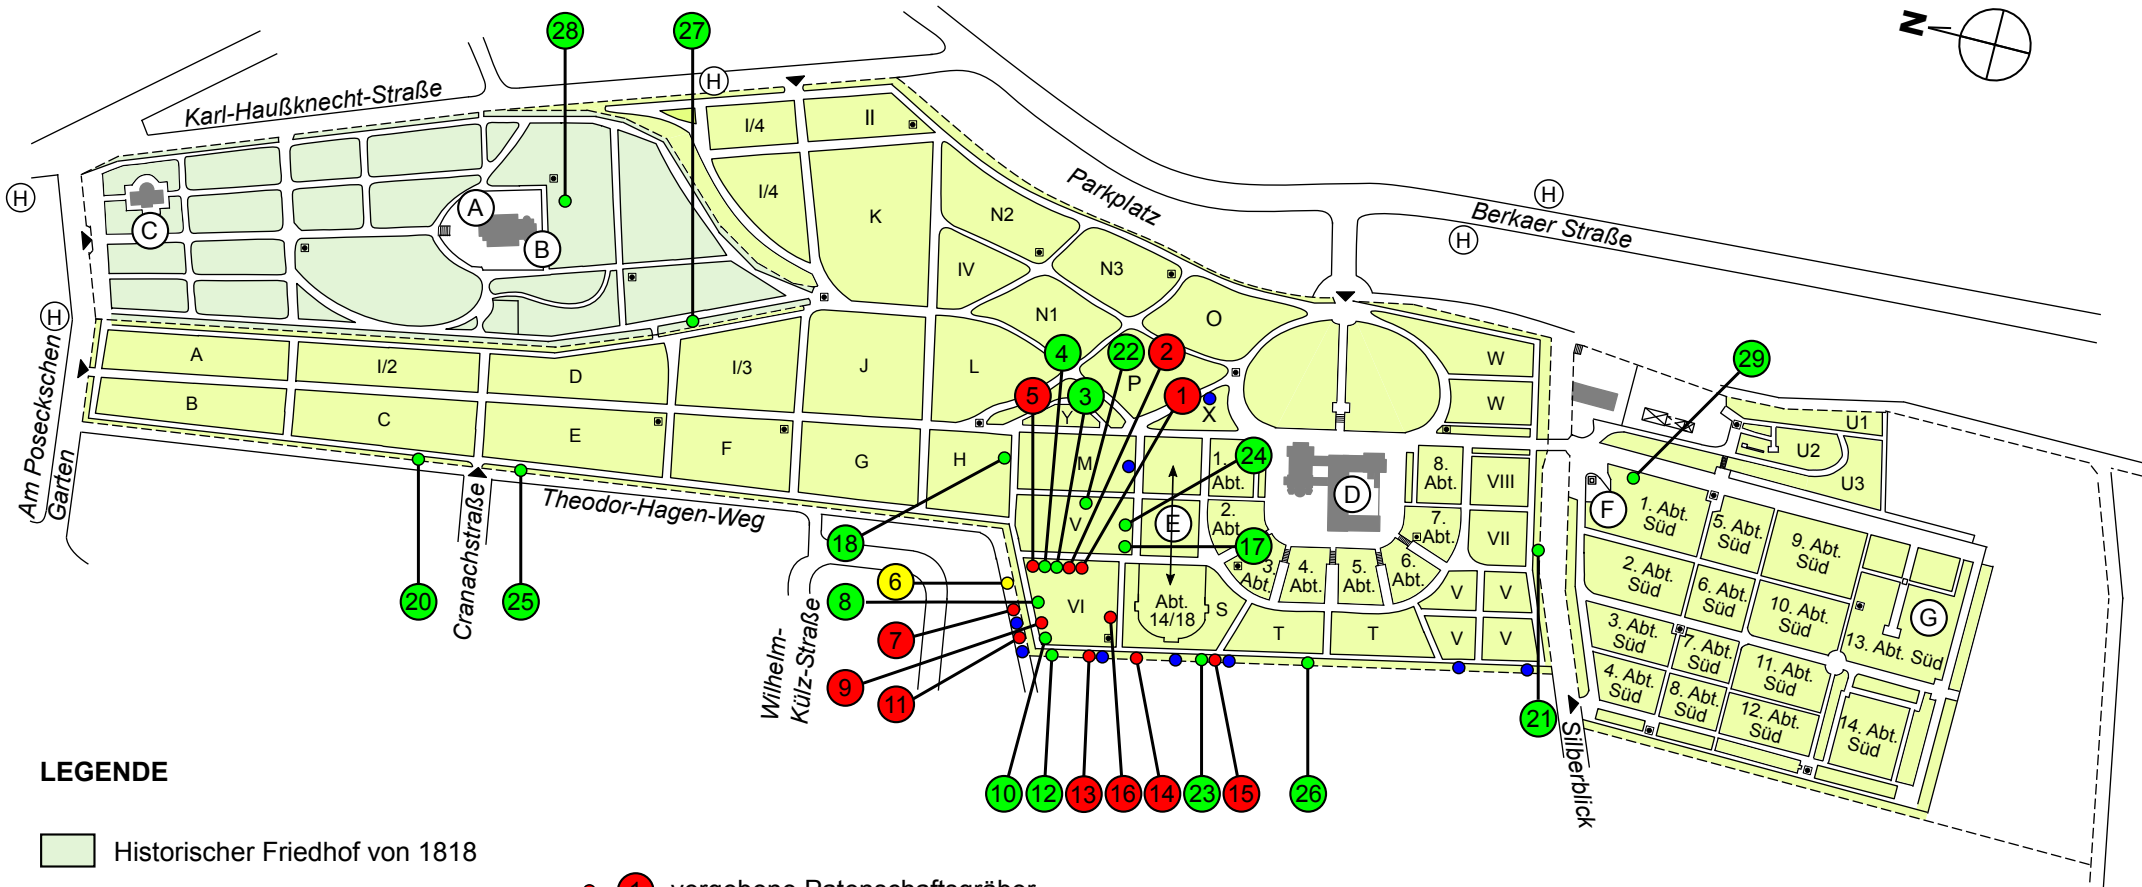 28
27
N
H
Karl-Haußknecht-Straße
I/4
II
H
Parkplatz
H
Berkaer Straße
H
A
B
C
I/4
K
N2
IV
N3
N1
O
H
Am Poseckschen
Garten
A
I/2
D
I/3
J
L
4
22
2
P
W
29
B
C
E
F
G
H
5
3
1
Y
X
W
U1
U2
U3
M
1.
Abt.
24
D
8.
Abt.
VIII
F
1. Abt.
Süd
5. Abt.
Süd
9. Abt.
Süd
Theodor-Hagen-Weg
V
E
2.
Abt.
17
7.
Abt.
VII
18
Cranachstraße
20
25
6
8
7
9
11
VI
Abt.
14/18
S
3.
Abt.
4.
Abt.
5.
Abt.
6.
Abt.
V
V
T
T
V
V
2. Abt.
Süd
6. Abt.
Süd
10. Abt.
Süd
G
3. Abt.
Süd
7. Abt.
Süd
11. Abt.
Süd
13. Abt. Süd
4. Abt.
Süd
8. Abt.
Süd
12. Abt.
Süd
14. Abt.
Süd
Wilhelm-
Külz-Straße
21
Silberblick
10
12
13
16
14
23
15
26
LEGENDE
Historischer Friedhof von 1818
1 vergebene Patenschaftsgräber